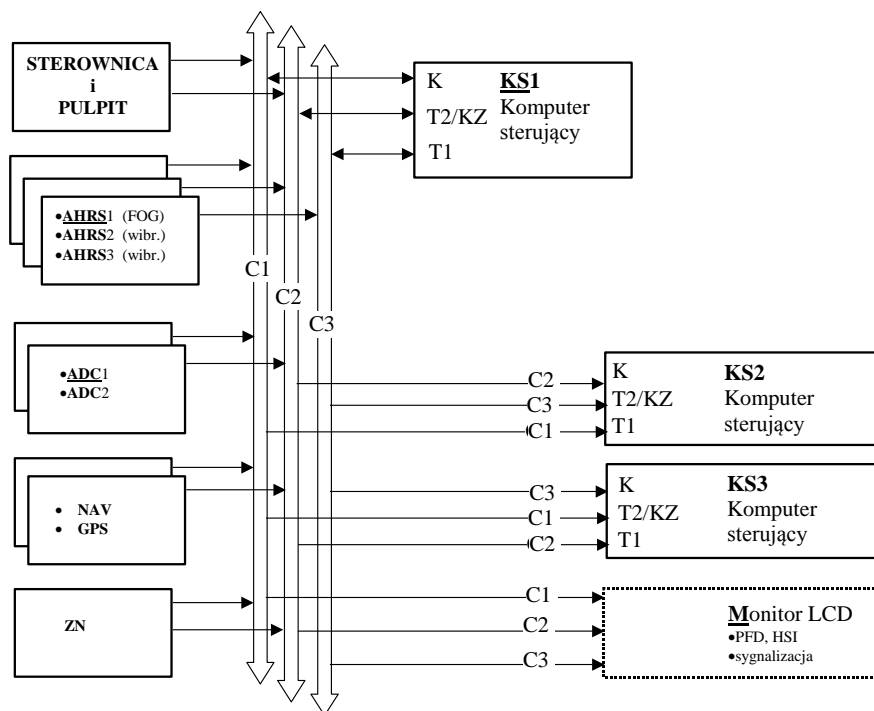 STEROWNICA
i
PULPIT
K
KS1
T2/KZ
Komputer
sterujący
T1
•AHRS1 (FOG)
•AHRS2 (wibr.)
•AHRS3 (wibr.)
C1
C2
C3
•ADC1
•ADC2
C2
C3
C1
K
KS2
T2/KZ
Komputer
T1
sterujący
• NAV
• GPS
C3
C1
C2
K
KS3
T2/KZ
Komputer
T1
sterujący
ZN
C1
C2
C3
Monitor LCD
•PFD, HSI
•sygnalizacja